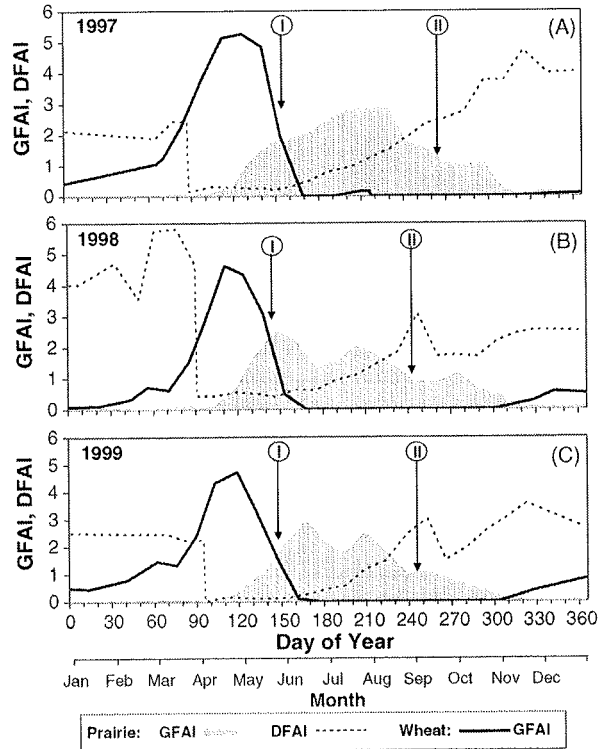 1997
I
II
(A)
6
5
4
3
2
1
0
GFAI, DFAI
1998
I
II
(B)
6
5
4
3
2
1
0
GFAI, DFAI
1999
I
II
(C)
6
5
4
3
2
1
0
GFAI, DFAI
0 30 60 90 120 150 180 210 240 270 300 330 360
Day of Year
Jan Feb Mar Apr May Jun Jul Aug Sep Oct Nov Dec
Month
Prairie: GFAI DFAI Wheat: GFAI